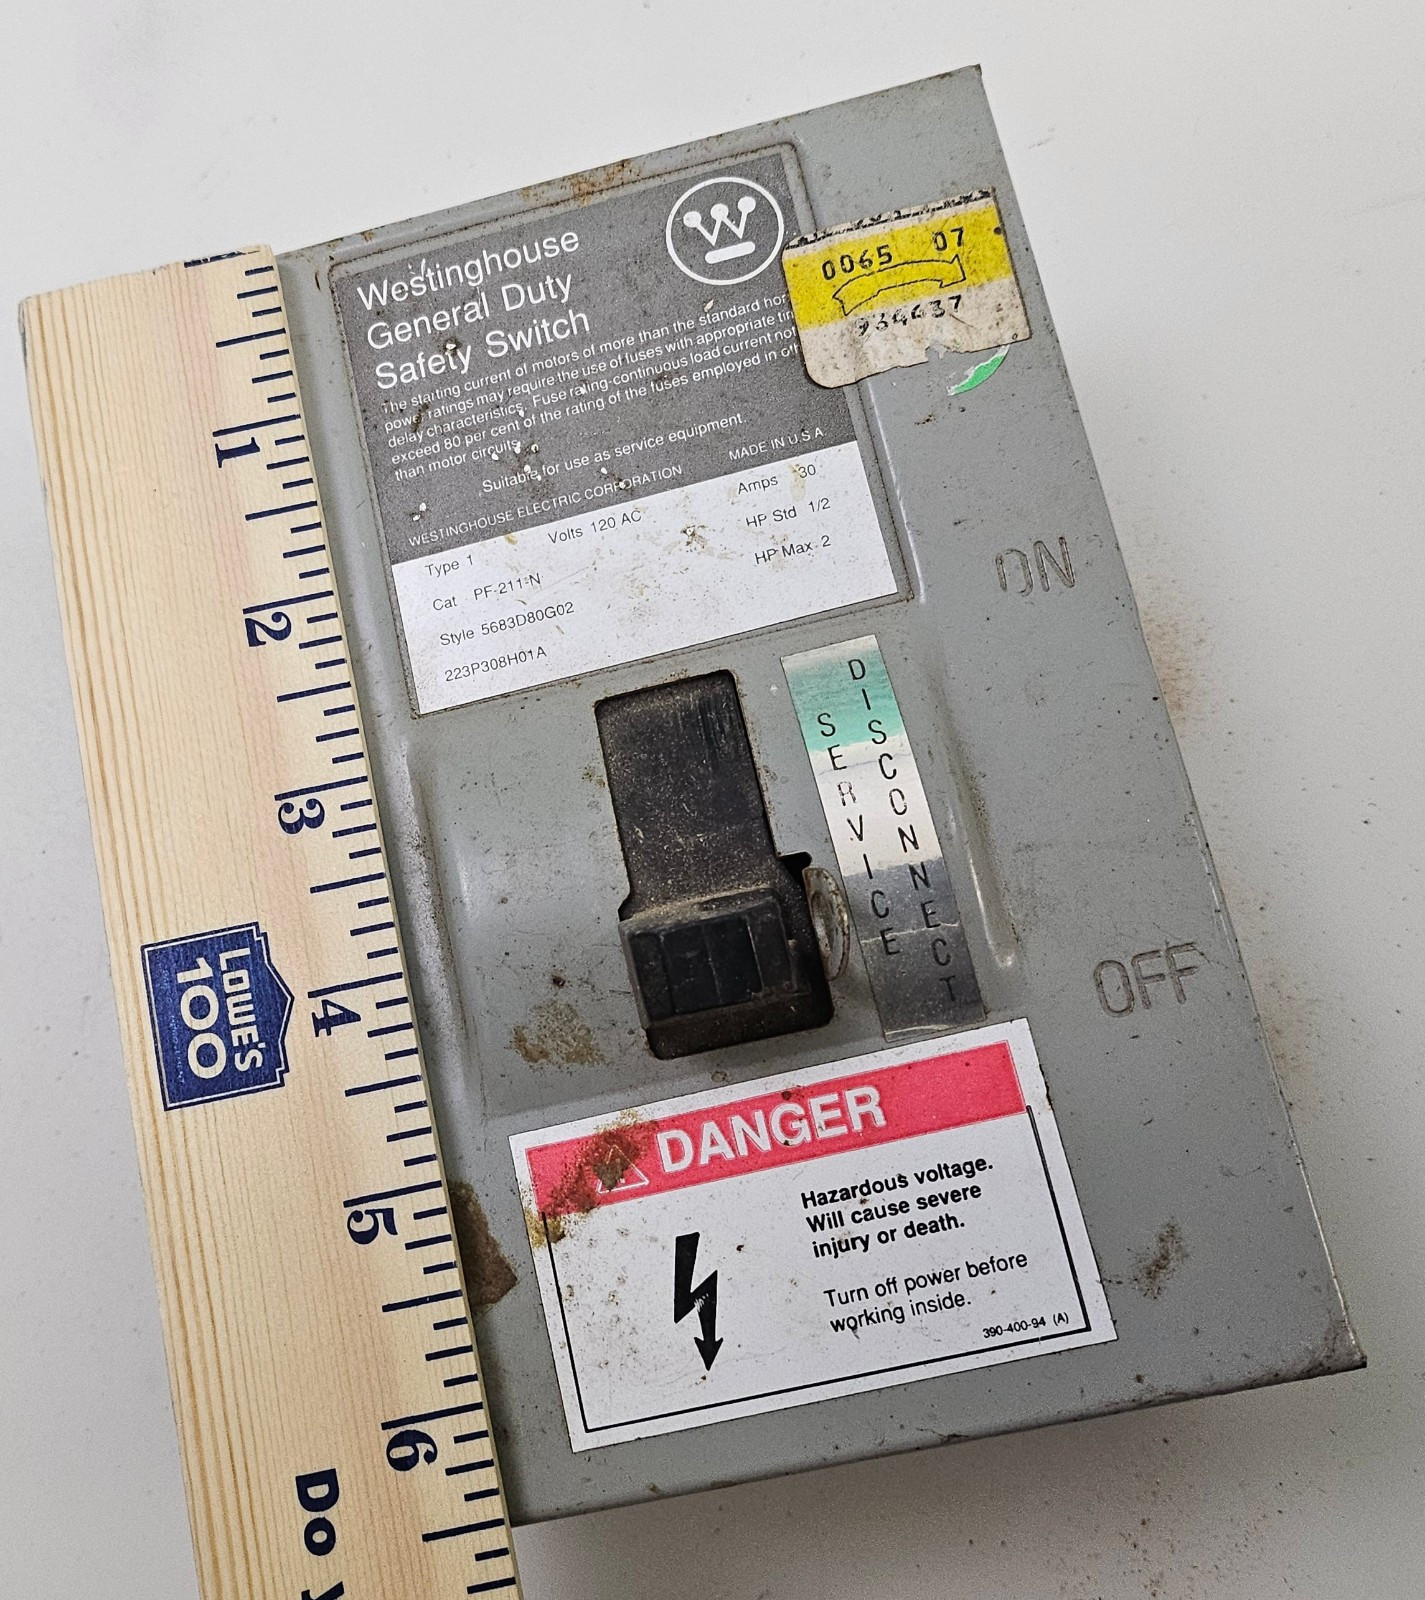 Westinghouse
General Duty
Safety Switch
W
The starting current of motors of more than the standard
power ratings may require the use of fuses with appropriate
delay characteristics. Fuse rating-continuous load current not
exceed 80 per cent of the rating of the fuses employed in
than motor circuits.
Suitable for use as service equipment.
WESTINGHOUSE ELECTRIC CORPORATION MADE IN U.S.A
Type 1 Volts 120 AC Amps 30
Cat PF-211-N HP Std 1/2
Style 5683D80G02 HP Max 2
223P308H01A
0065 07
934437
ON
OFF
SERVICE
DISCONNECT
DANGER
Hazardous voltage.
Will cause severe
injury or death.
Turn off power before
working inside.
390-400-94 (A)
1
2
3
4
5
6
LOWE'S
100
Do